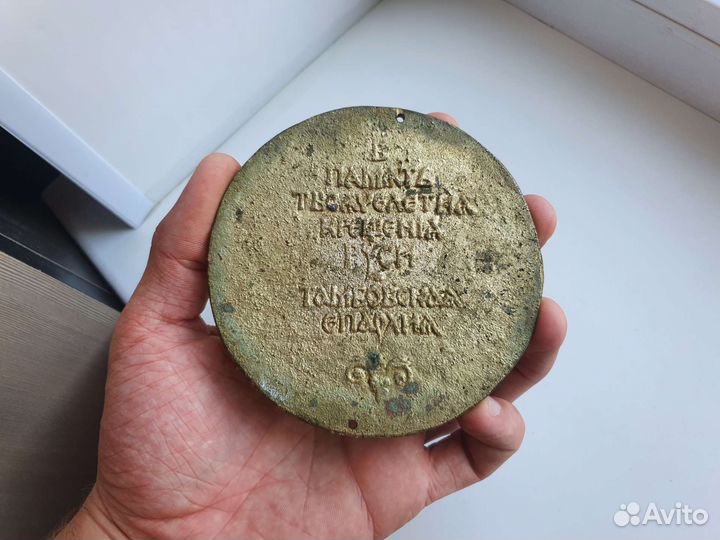 В
ПАМЯТЬ
ТЫСЯЧЕЛЕТИЯ
КРЕЩЕНИЯ
РУСИ
ТАМБОВСКАЯ
ЕПАРХИЯ
Avito